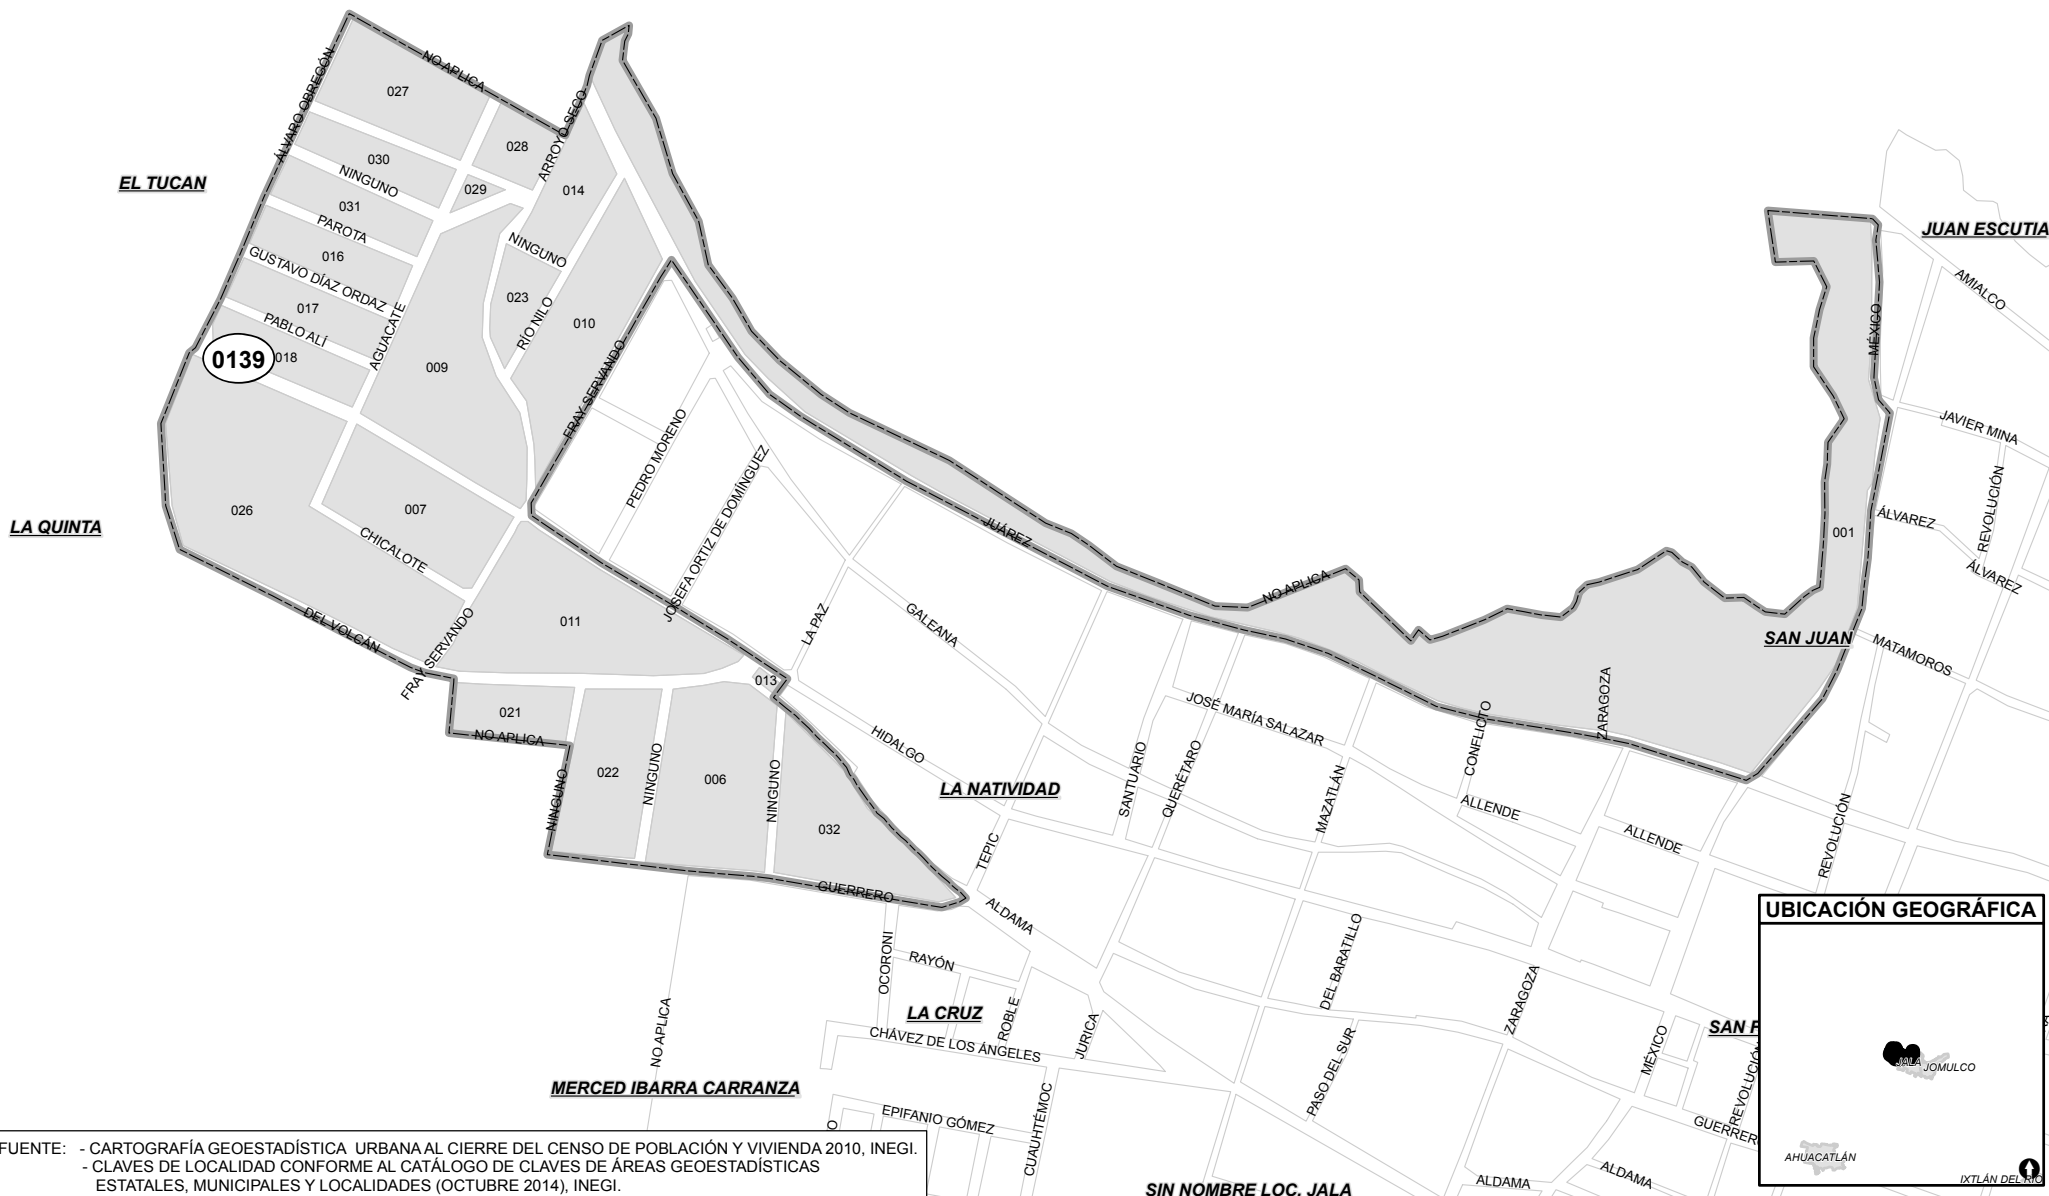 NO APLICA
ÁLVARO OBREGÓN
027
ARROYO SECO
028
030
NINGUNO
029
014
EL TUCAN
031
PAROTA
NINGUNO
JUAN ESCUTIA
AMIALCO
016
GUSTAVO DÍAZ ORDAZ
023
017
PABLO ALÍ
RÍO NILO
010
AGUACATE
MÉXICO
0139
018
009
FRAY SERVANDO
PEDRO MORENO
JAVIER MINA
JOSEFA ORTIZ DE DOMÍNGUEZ
REVOLUCIÓN
026
007
LA QUINTA
CHICALOTE
JUÁREZ
ÁLVAREZ
001
ÁLVAREZ
NO APLICA
DEL VOLCÁN
011
LA PAZ
GALEANA
SAN JUAN
MATAMOROS
FRAY SERVANDO
013
ZARAGOZA
021
JOSÉ MARÍA SALAZAR
CONFLICTO
NO APLICA
HIDALGO
NINGUNO
022
NINGUNO
006
NINGUNO
LA NATIVIDAD
SANTUARIO
QUERÉTARO
MAZATLÁN
ALLENDE
032
ALLENDE
REVOLUCIÓN
TEPIC
GUERRERO
ALDAMA
UBICACIÓN GEOGRÁFICA
OCORONI
RAYÓN
DEL BARATILLO
ZARAGOZA
LA CRUZ
ROBLE
JURICA
CHÁVEZ DE LOS ÁNGELES
NO APLICA
PASO DEL SUR
MÉXICO
SAN F
REVOLUCIÓN
JALA
JOMULCO
MERCED IBARRA CARRANZA
EPIFANIO GÓMEZ
O
CUAUHTÉMOC
GUERRER
FUENTE: - CARTOGRAFÍA GEOESTADÍSTICA URBANA AL CIERRE DEL CENSO DE POBLACIÓN Y VIVIENDA 2010, INEGI.
- CLAVES DE LOCALIDAD CONFORME AL CATÁLOGO DE CLAVES DE ÁREAS GEOESTADÍSTICAS
ESTATALES, MUNICIPALES Y LOCALIDADES (OCTUBRE 2014), INEGI.
AHUACATLÁN
ALDAMA
ALDAMA
IXTLÁN DEL RÍO
SIN NOMBRE LOC. JALA